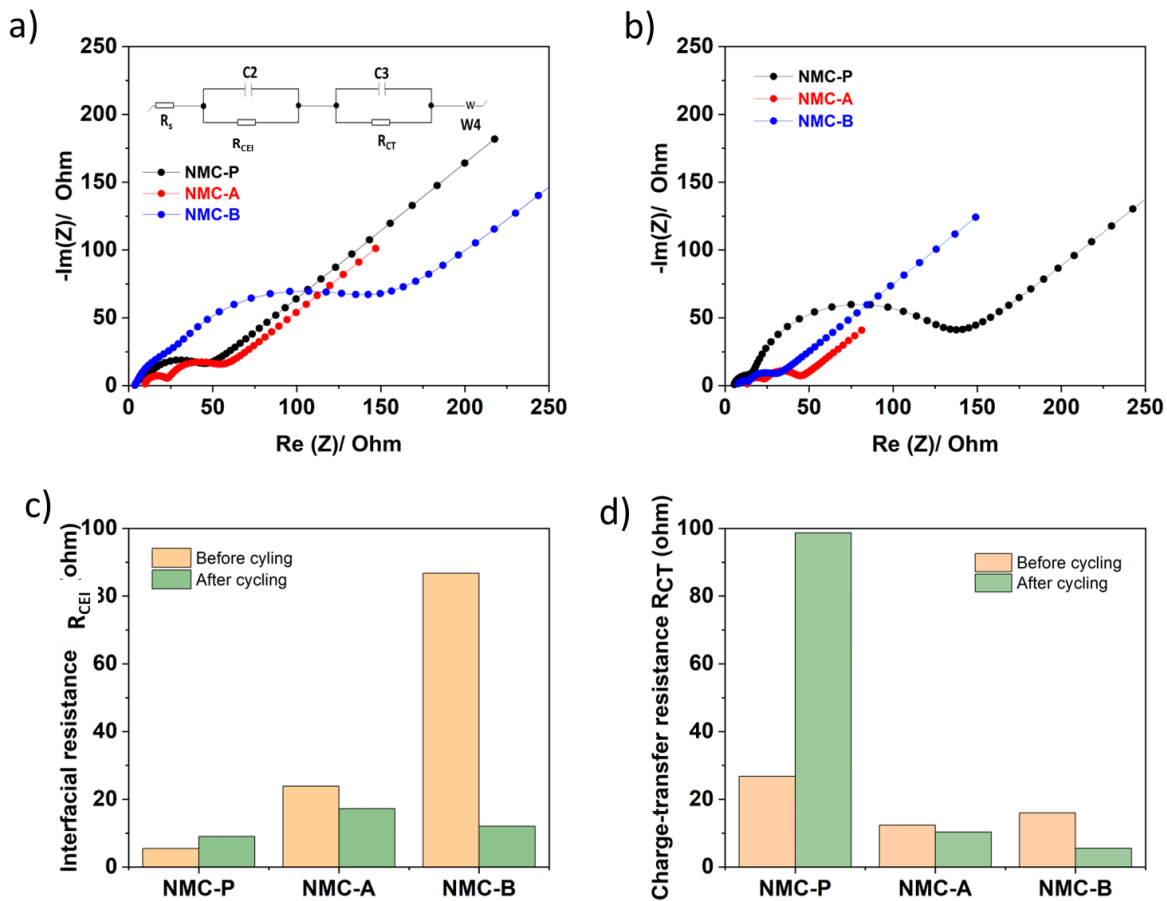 a)
250
200
150
100
50
0
-Im(Z)/ Ohm
C2
C3
Rs
RCEI
RCT
W
W4
NMC-P
NMC-A
NMC-B
0 50 100 150 200 250
Re (Z)/ Ohm
b)
250
200
150
100
50
0
-Im(Z)/ Ohm
NMC-P
NMC-A
NMC-B
0 50 100 150 200 250
Re (Z)/ Ohm
c)
100
80
60
40
20
0
Interfacial resistance RCEI (ohm)
Before cyling
After cycling
NMC-P NMC-A NMC-B
d)
100
80
60
40
20
0
Charge-transfer resistance RCT (ohm)
Before cycling
After cycling
NMC-P NMC-A NMC-B